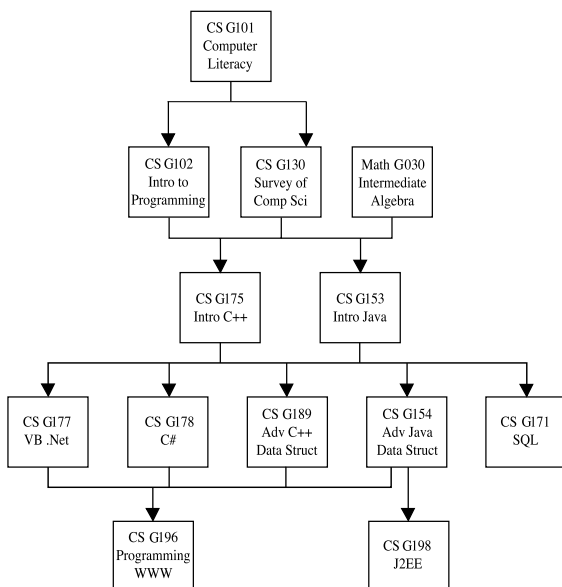 CS G101
Computer
Literacy
CS G102
Intro to
Programming
CS G130
Survey of
Comp Sci
Math G030
Intermediate
Algebra
CS G175
Intro C++
CS G153
Intro Java
CS G177
VB .Net
CS G178
C#
CS G189
Adv C++
Data Struct
CS G154
Adv Java
Data Struct
CS G171
SQL
CS G196
Programming
WWW
CS G198
J2EE